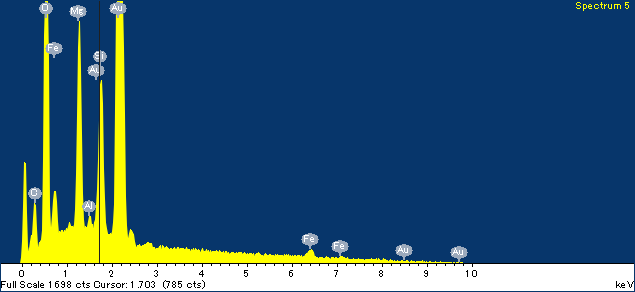 Spectrum 5
O Mg Au
Fe
Si
Au
Al
Fe Fe Au Au
0 1 2 3 4 5 6 7 8 9 10
Full Scale 1698 cts Cursor: 1.703 (785 cts) keV